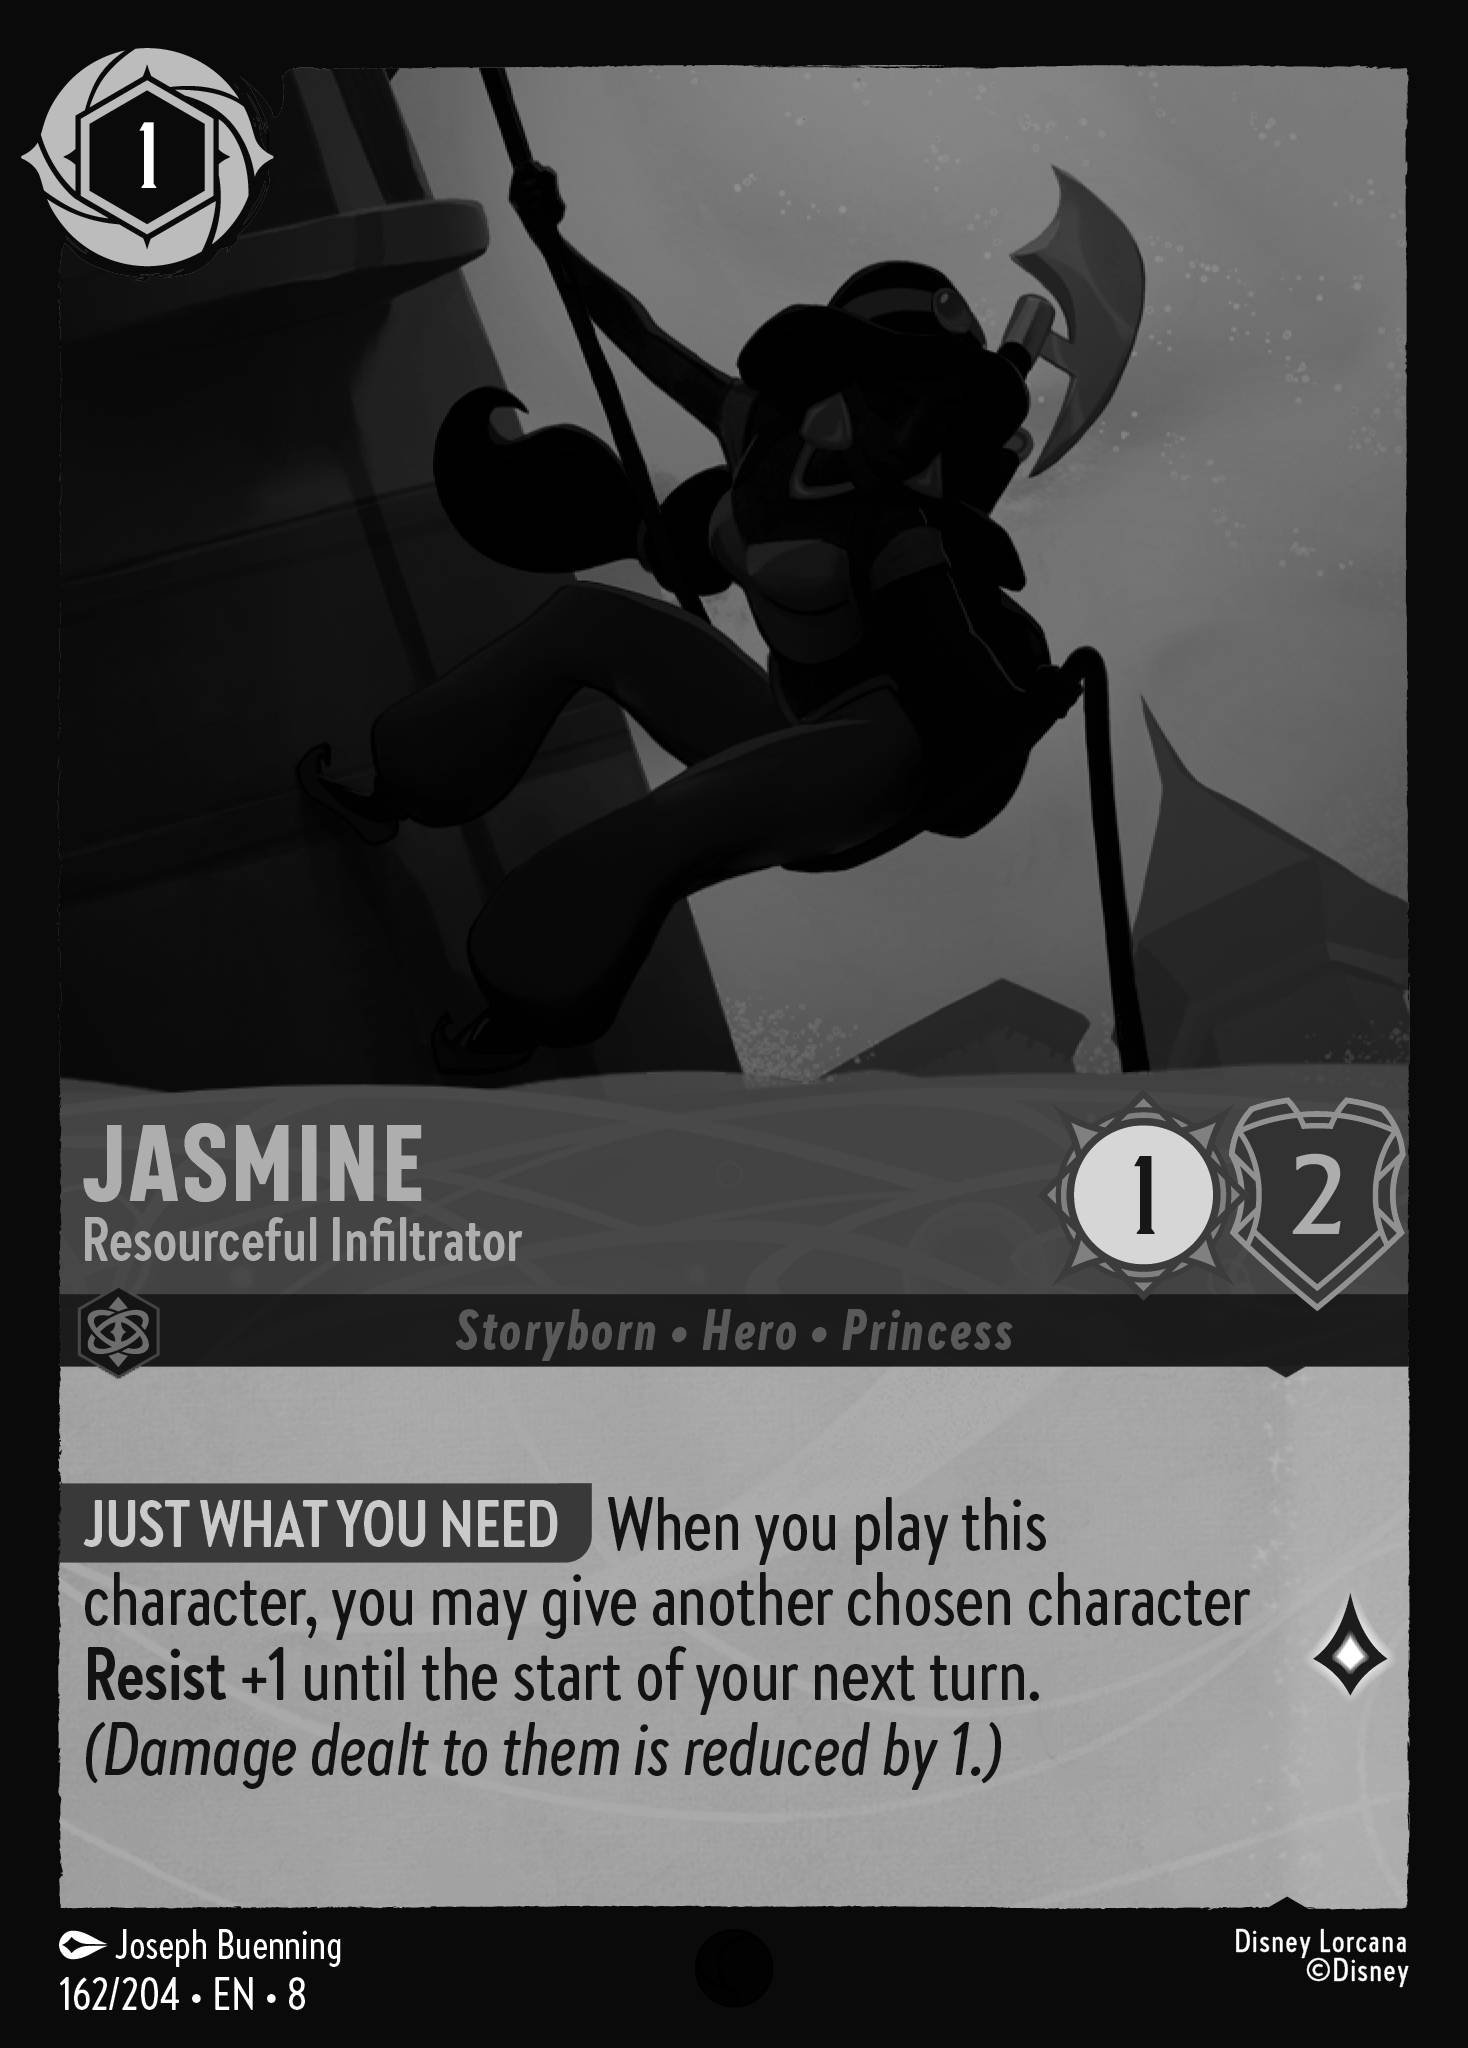 1
JASMINE
Resourceful Infiltrator
1
2
Storyborn • Hero • Princess
JUST WHAT YOU NEED When you play this
character, you may give another chosen character
Resist +1 until the start of your next turn.
(Damage dealt to them is reduced by 1.)
Joseph Buenning
162/204 • EN • 8
Disney Lorcana
©Disney